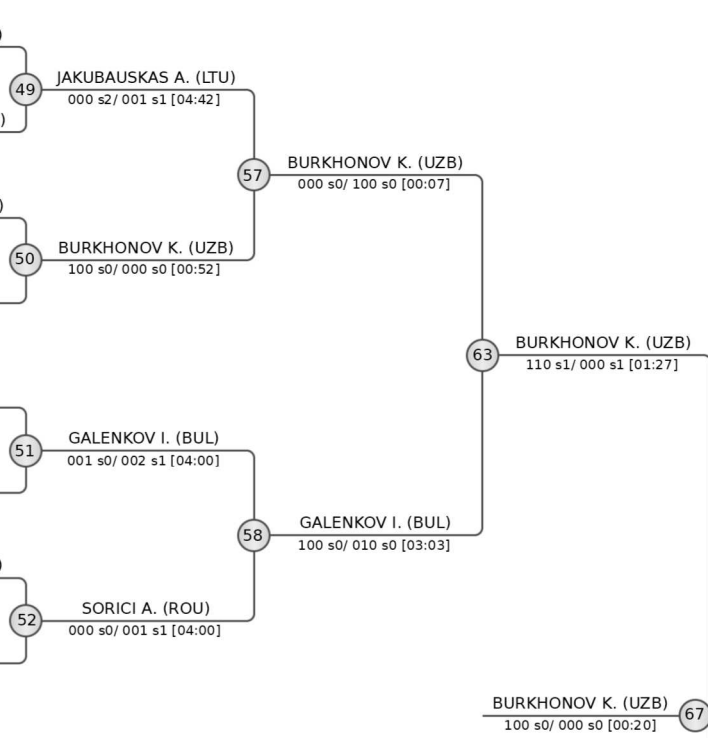 )
49
JAKUBAUSKAS A. (LTU)
000 s2/ 001 s1 [04:42]
)
57
BURKHONOV K. (UZB)
000 s0/ 100 s0 [00:07]
)
50
BURKHONOV K. (UZB)
100 s0/ 000 s0 [00:52]
63
BURKHONOV K. (UZB)
110 s1/ 000 s1 [01:27]
51
GALENKOV I. (BUL)
001 s0/ 002 s1 [04:00]
58
GALENKOV I. (BUL)
100 s0/ 010 s0 [03:03]
)
52
SORICI A. (ROU)
000 s0/ 001 s1 [04:00]
BURKHONOV K. (UZB)
100 s0/ 000 s0 [00:20]
67